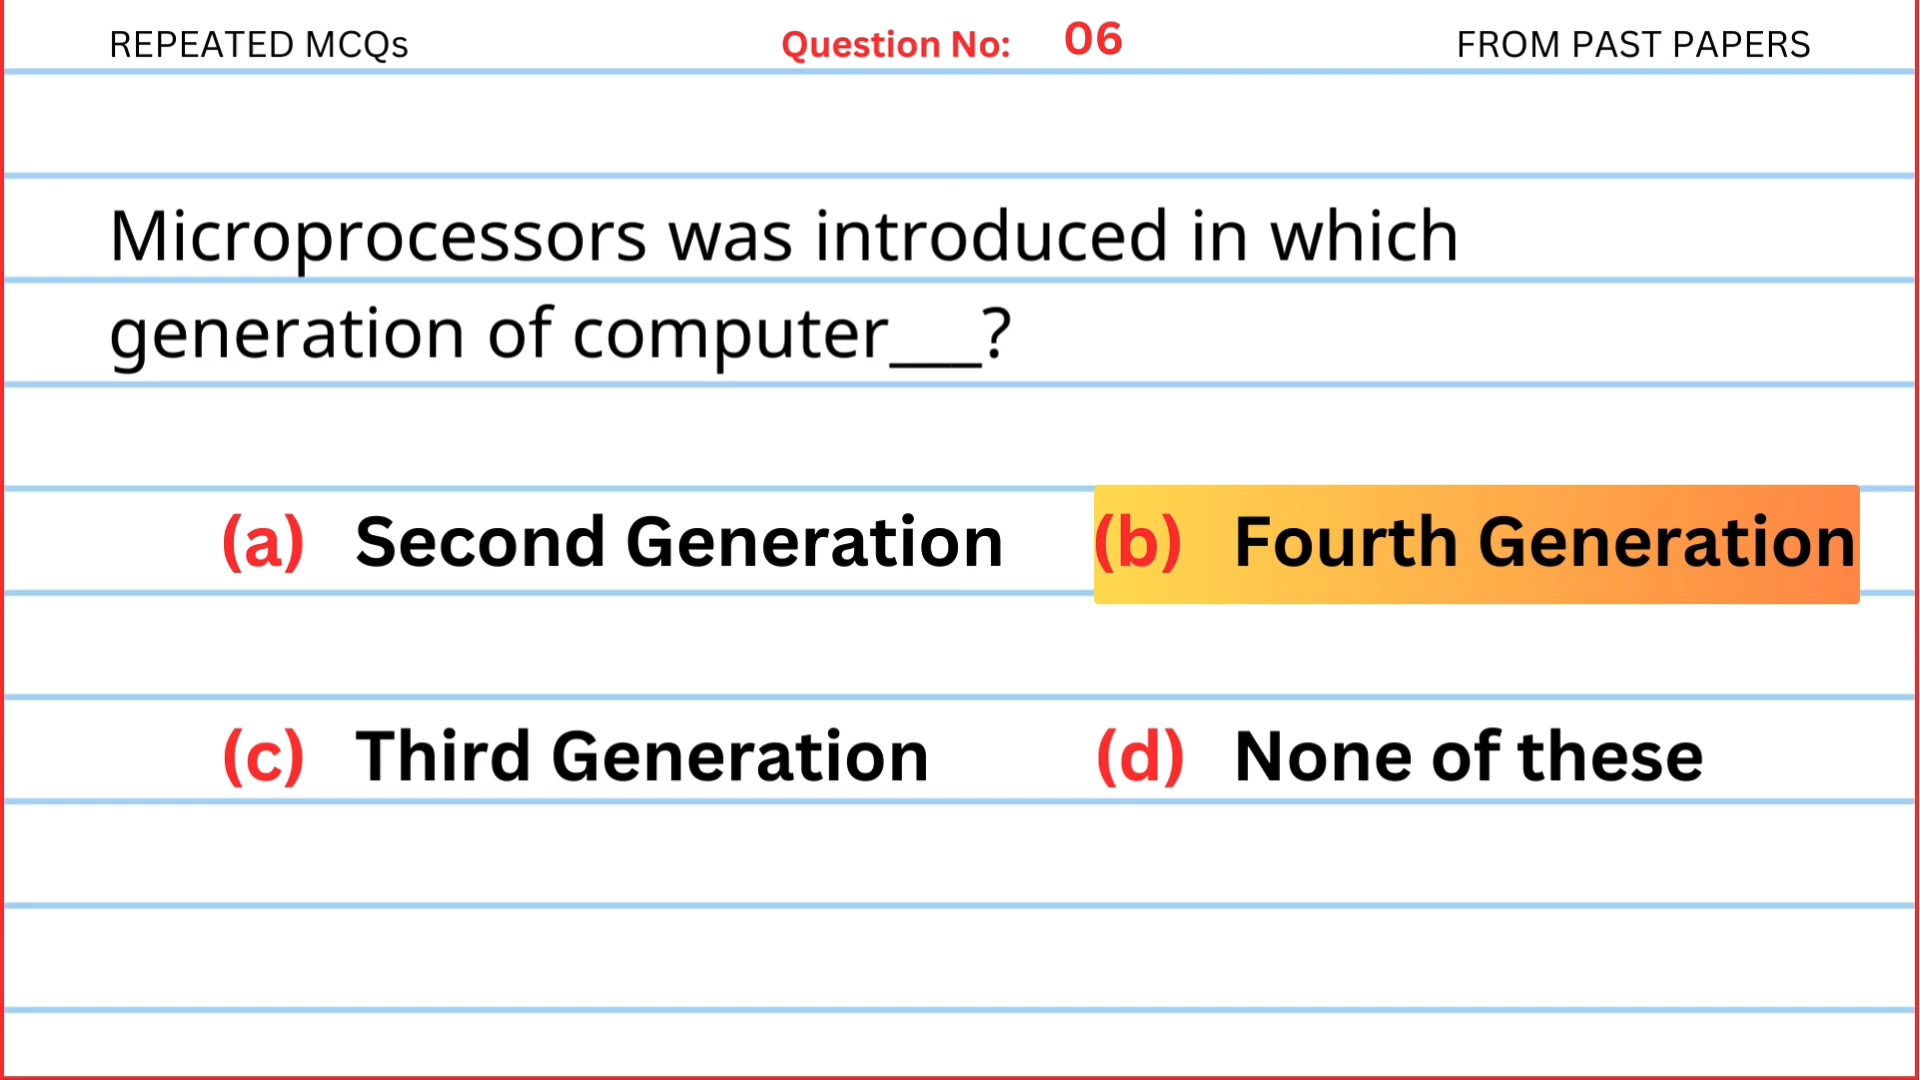 REPEATED MCQs
Question No: 06
FROM PAST PAPERS
Microprocessors was introduced in which
generation of computer___?
(a) Second Generation
(b) Fourth Generation
(c) Third Generation
(d) None of these